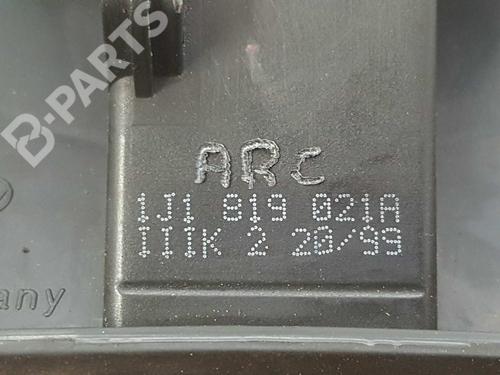 B-PARTS
ARC
1J1 819 021A
IIIK 2 20/99
any